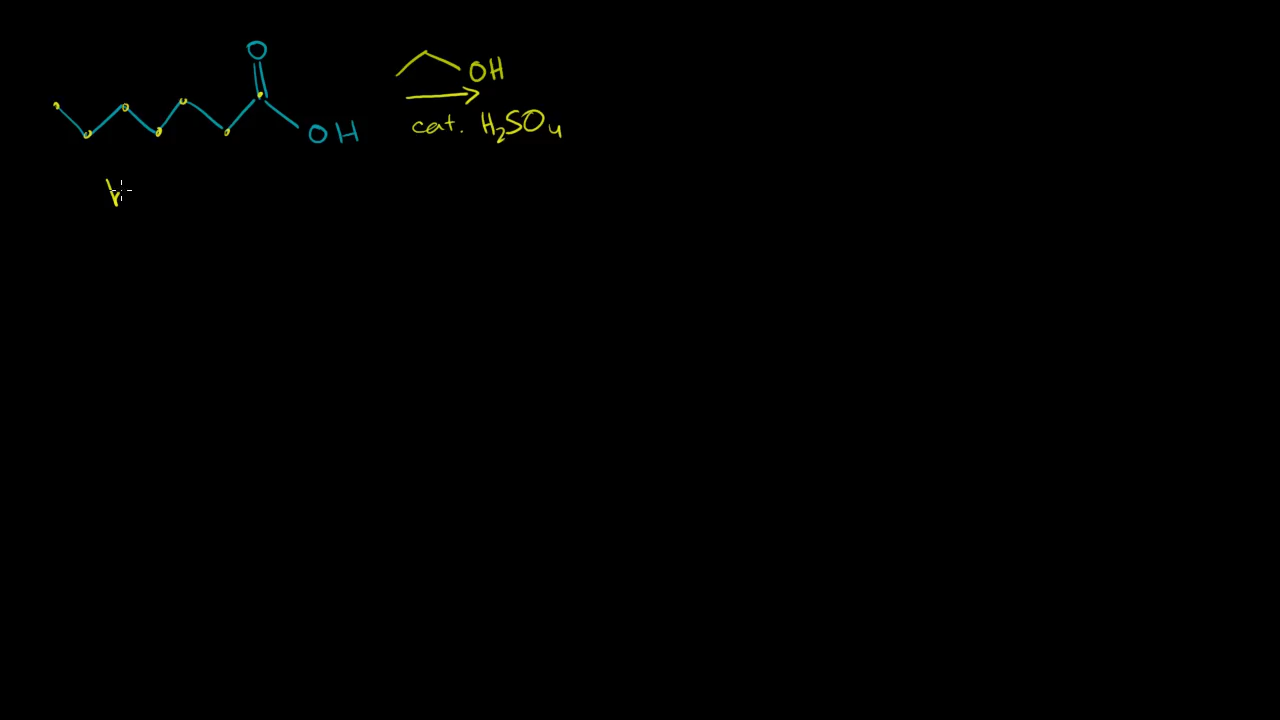 O
OH
OH
cat. H₂SO₄